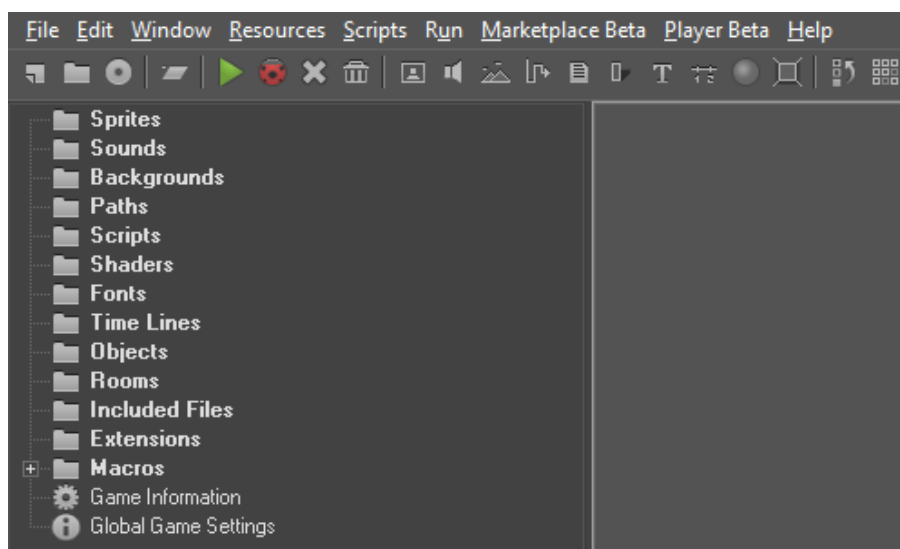 File Edit Window Resources Scripts Run Marketplace Beta Player Beta Help
Sprites
Sounds
Backgrounds
Paths
Scripts
Shaders
Fonts
Time Lines
Objects
Rooms
Included Files
Extensions
Macros
Game Information
Global Game Settings